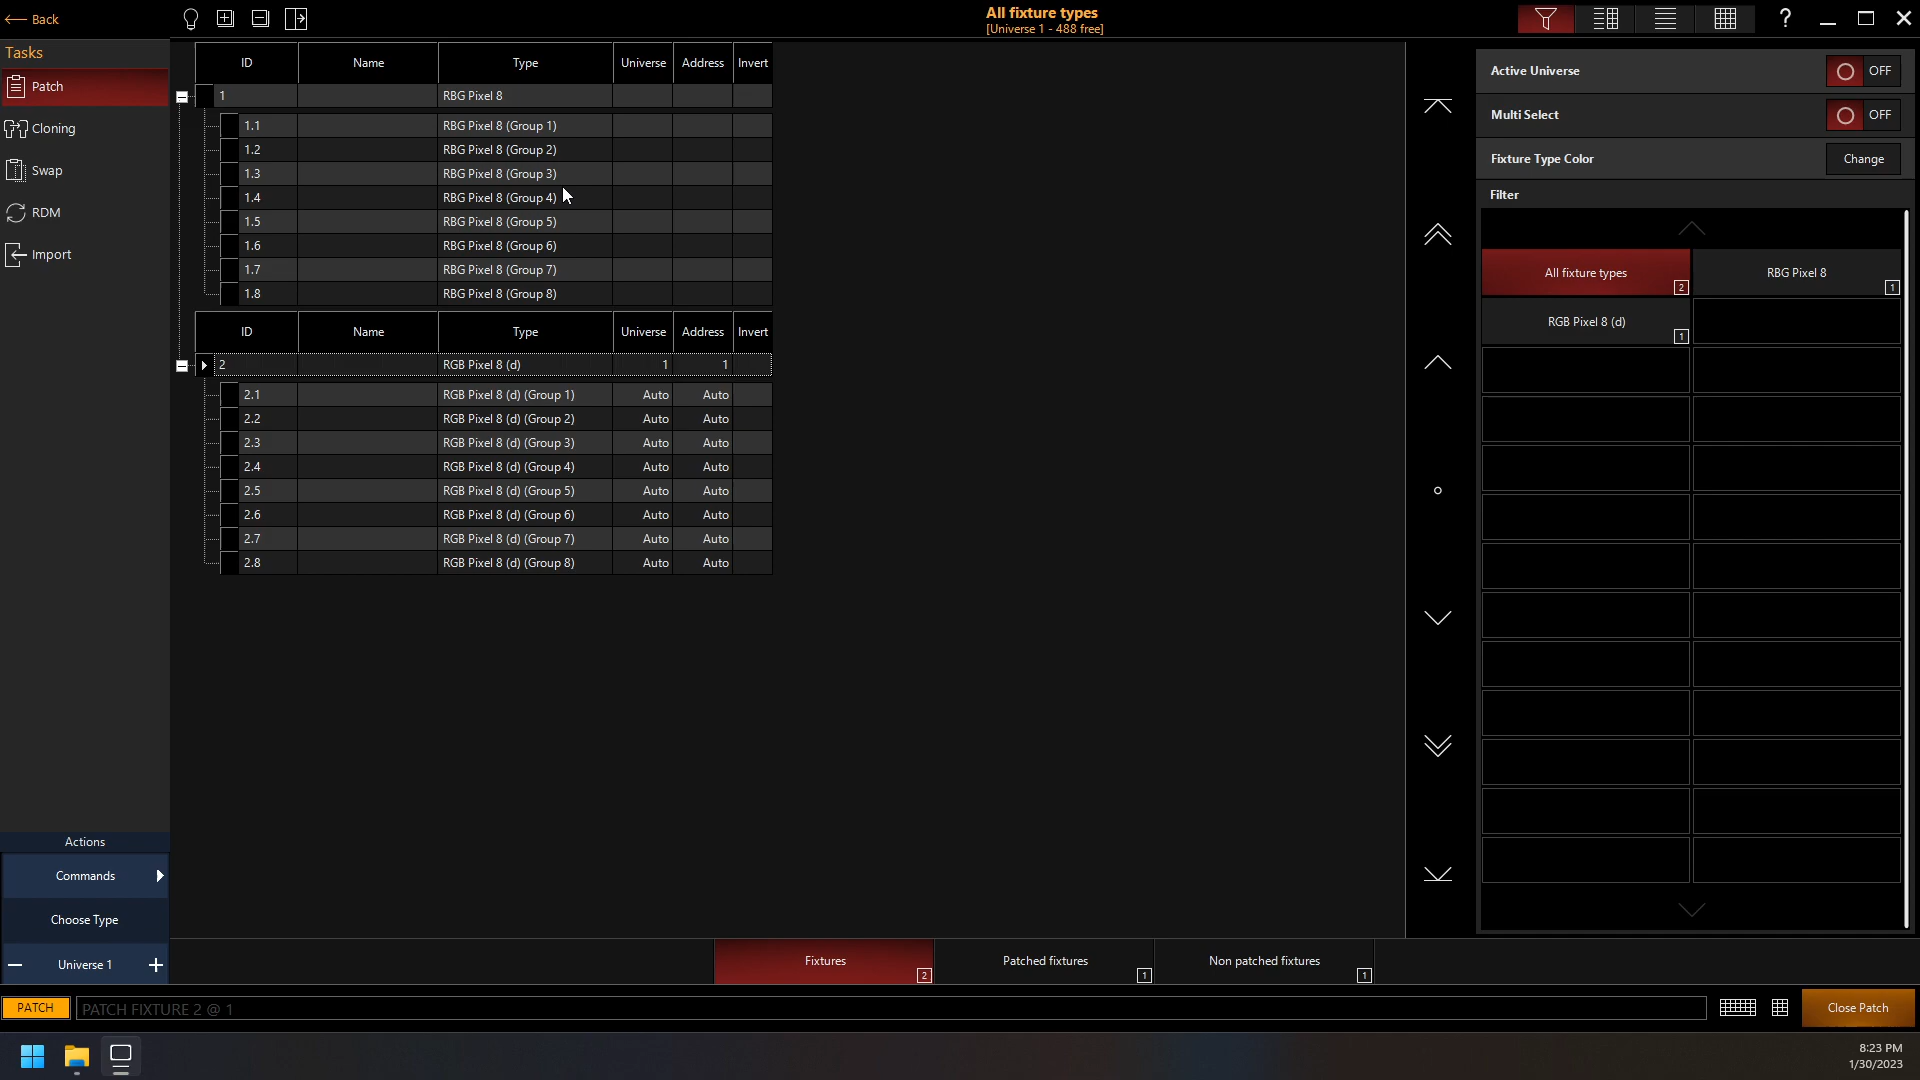 Back
All fixture types
[Universe 1 - 488 free]
?
Tasks
Patch
Cloning
Swap
RDM
Import
ID Name Type Universe Address Invert
1 RBG Pixel 8
1.1 RBG Pixel 8 (Group 1)
1.2 RBG Pixel 8 (Group 2)
1.3 RBG Pixel 8 (Group 3)
1.4 RBG Pixel 8 (Group 4)
1.5 RBG Pixel 8 (Group 5)
1.6 RBG Pixel 8 (Group 6)
1.7 RBG Pixel 8 (Group 7)
1.8 RBG Pixel 8 (Group 8)
ID Name Type Universe Address Invert
2 RGB Pixel 8 (d) 1 1
2.1 RGB Pixel 8 (d) (Group 1) Auto Auto
2.2 RGB Pixel 8 (d) (Group 2) Auto Auto
2.3 RGB Pixel 8 (d) (Group 3) Auto Auto
2.4 RGB Pixel 8 (d) (Group 4) Auto Auto
2.5 RGB Pixel 8 (d) (Group 5) Auto Auto
2.6 RGB Pixel 8 (d) (Group 6) Auto Auto
2.7 RGB Pixel 8 (d) (Group 7) Auto Auto
2.8 RGB Pixel 8 (d) (Group 8) Auto Auto
Active Universe OFF
Multi Select OFF
Fixture Type Color Change
Filter
All fixture types 2
RBG Pixel 8 1
RGB Pixel 8 (d) 1
Actions
Commands
Choose Type
Universe 1
Fixtures 2
Patched fixtures 1
Non patched fixtures 1
PATCH
PATCH FIXTURE 2 @ 1
Close Patch
8:23 PM
1/30/2023